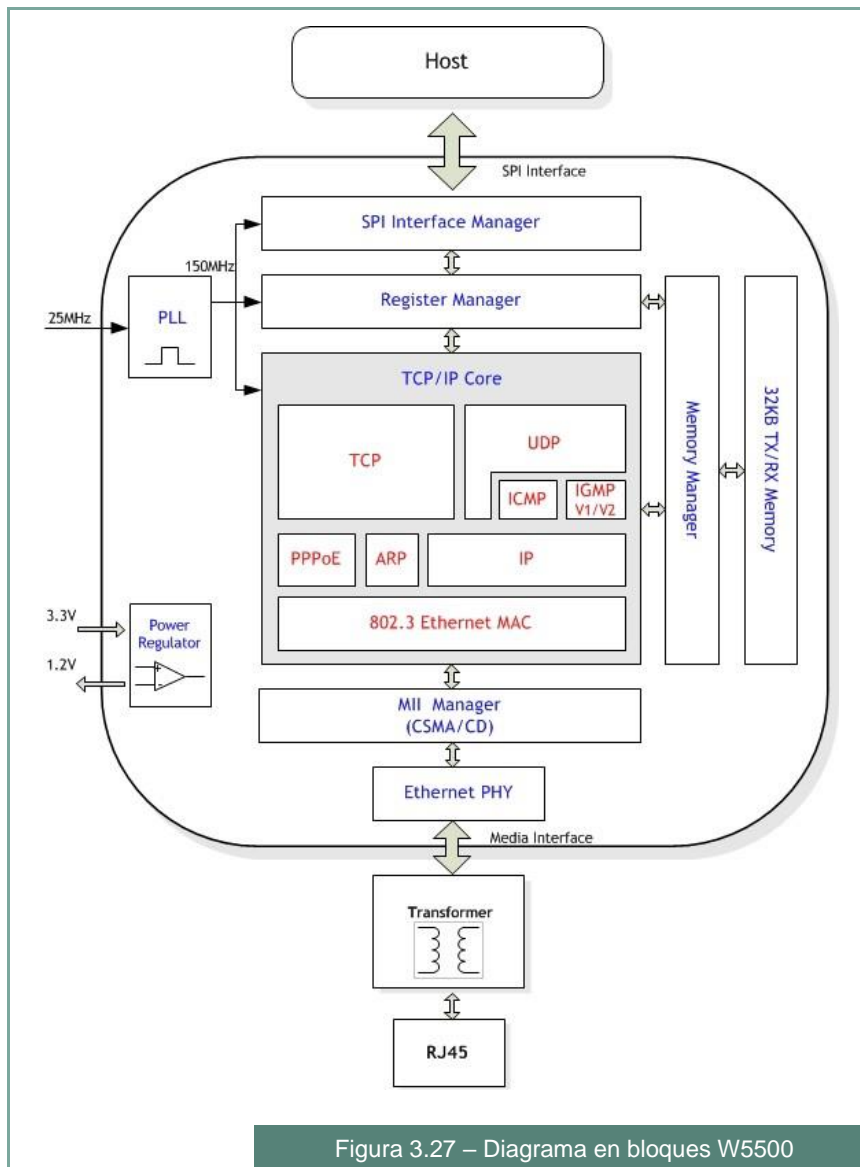 Host
SPI Interface
SPI Interface Manager
150MHz
Register Manager
25MHz
PLL
TCP/IP Core
TCP
UDP
ICMP
IGMP
V1/V2
PPPoE
ARP
IP
802.3 Ethernet MAC
Memory Manager
32KB TX/RX Memory
3.3V
1.2V
Power
Regulator
+
-
MII Manager
(CSMA/CD)
Ethernet PHY
Media Interface
Transformer
RJ45
Figura 3.27 – Diagrama en bloques W5500